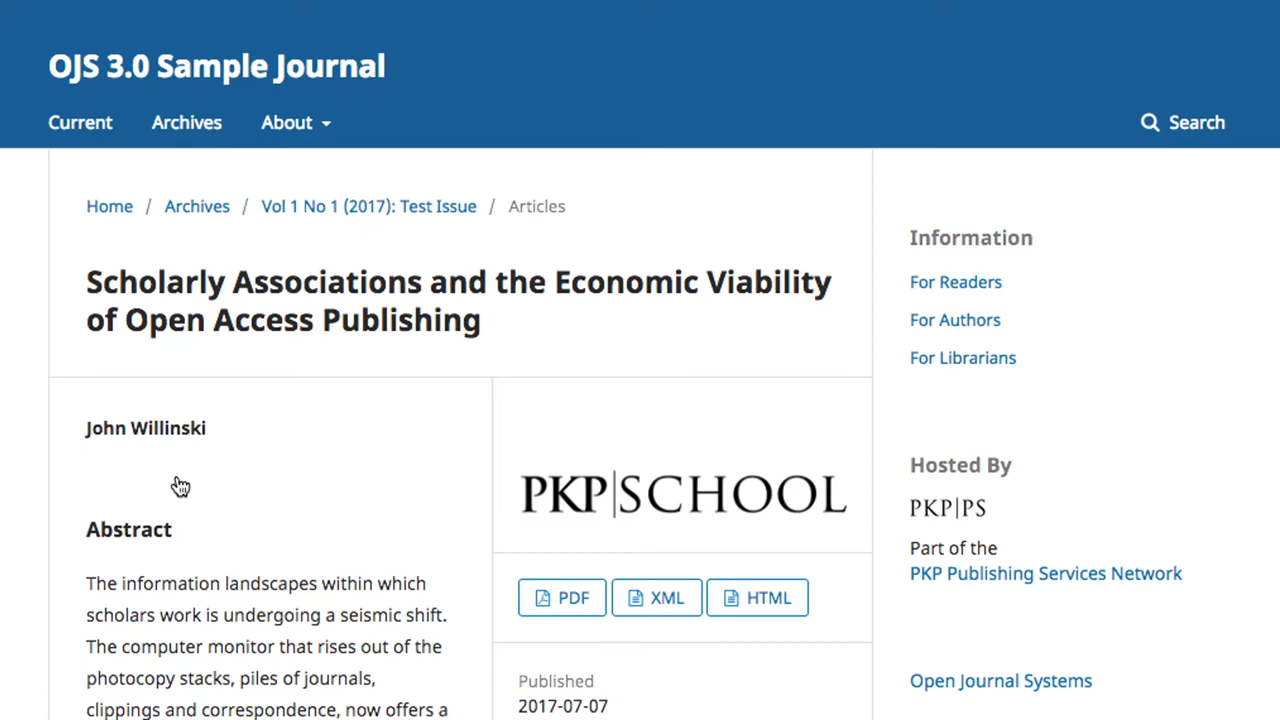 OJS 3.0 Sample Journal
Current Archives About Search
Home / Archives / Vol 1 No 1 (2017): Test Issue / Articles
Scholarly Associations and the Economic Viability
of Open Access Publishing
John Willinski
Abstract
The information landscapes within which
scholars work is undergoing a seismic shift.
The computer monitor that rises out of the
photocopy stacks, piles of journals,
clippings and correspondence, now offers a
PKP|SCHOOL
PDF XML HTML
Published
2017-07-07
Information
For Readers
For Authors
For Librarians
Hosted By
PKP|PS
Part of the
PKP Publishing Services Network
Open Journal Systems